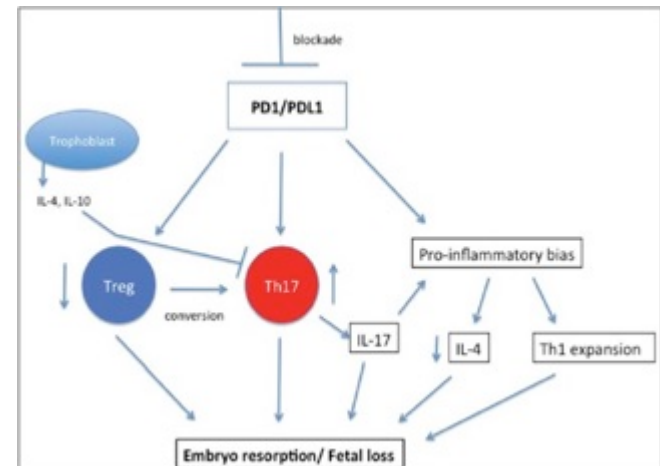 blockade
PD1/PDL1
Trophoblast
IL-4, IL-10
Pro-inflammatory bias
Treg
Th17
conversion
IL-17
IL-4
Th1 expansion
Embryo resorption/ Fetal loss